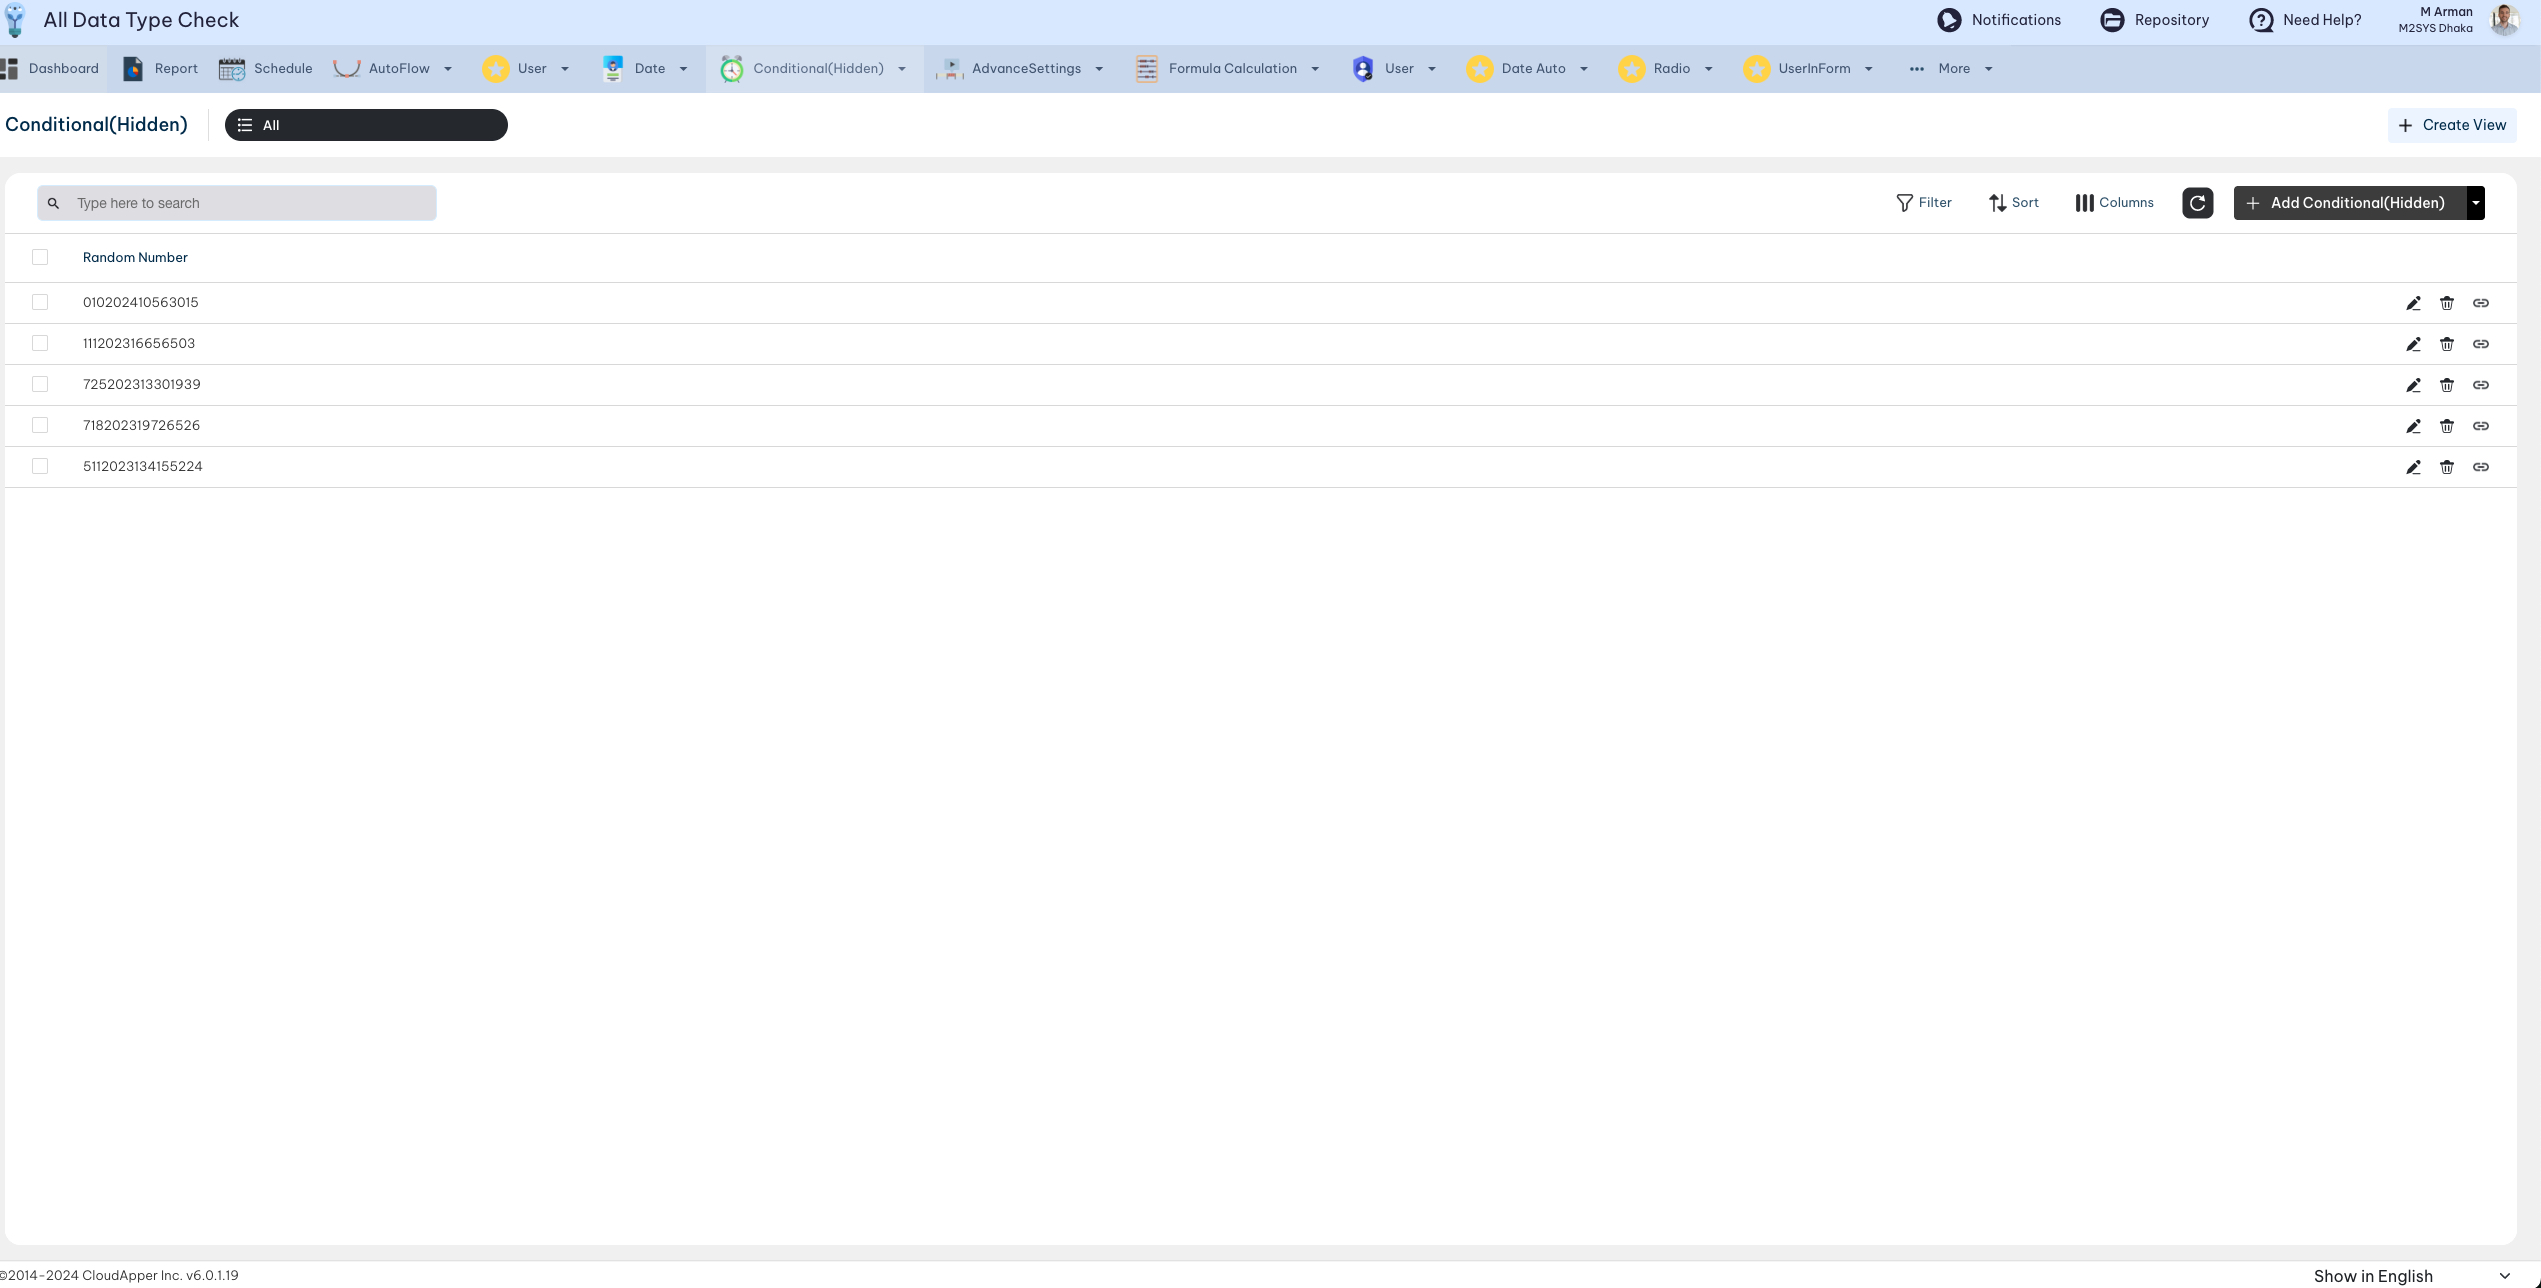 All Data Type Check
Notifications
Repository
Need Help?
M Arman
M2SYS Dhaka
Dashboard
Report
Schedule
AutoFlow
User
Date
Conditional(Hidden)
AdvanceSettings
Formula Calculation
User
Date Auto
Radio
UserInForm
More
Conditional(Hidden)
All
Create View
Type here to search
Filter
Sort
Columns
Add Conditional(Hidden)
Random Number
010202410563015
111202316656503
725202313301939
718202319726526
5112023134155224
©2014-2024 CloudApper Inc. v6.0.1.19
Show in English